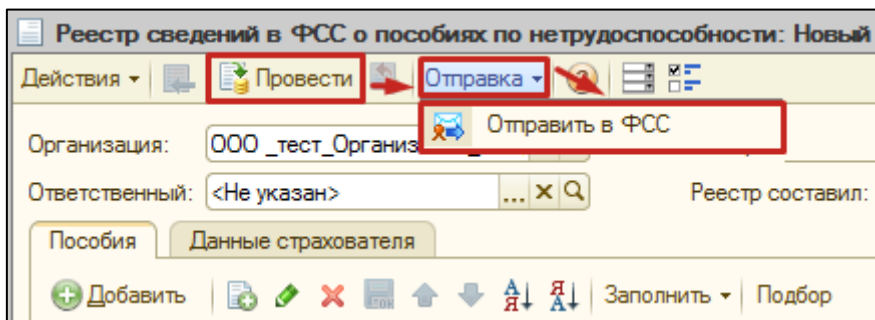 Реестр сведений в ФСС о пособиях по нетрудоспособности: Новый
Действия Провести Отправка
Отправить в ФСС
Организация: ООО _тест_Организ
Ответственный: <Не указан> ... Реестр составил:
Пособия Данные страхователя
Добавить Заполнить Подбор